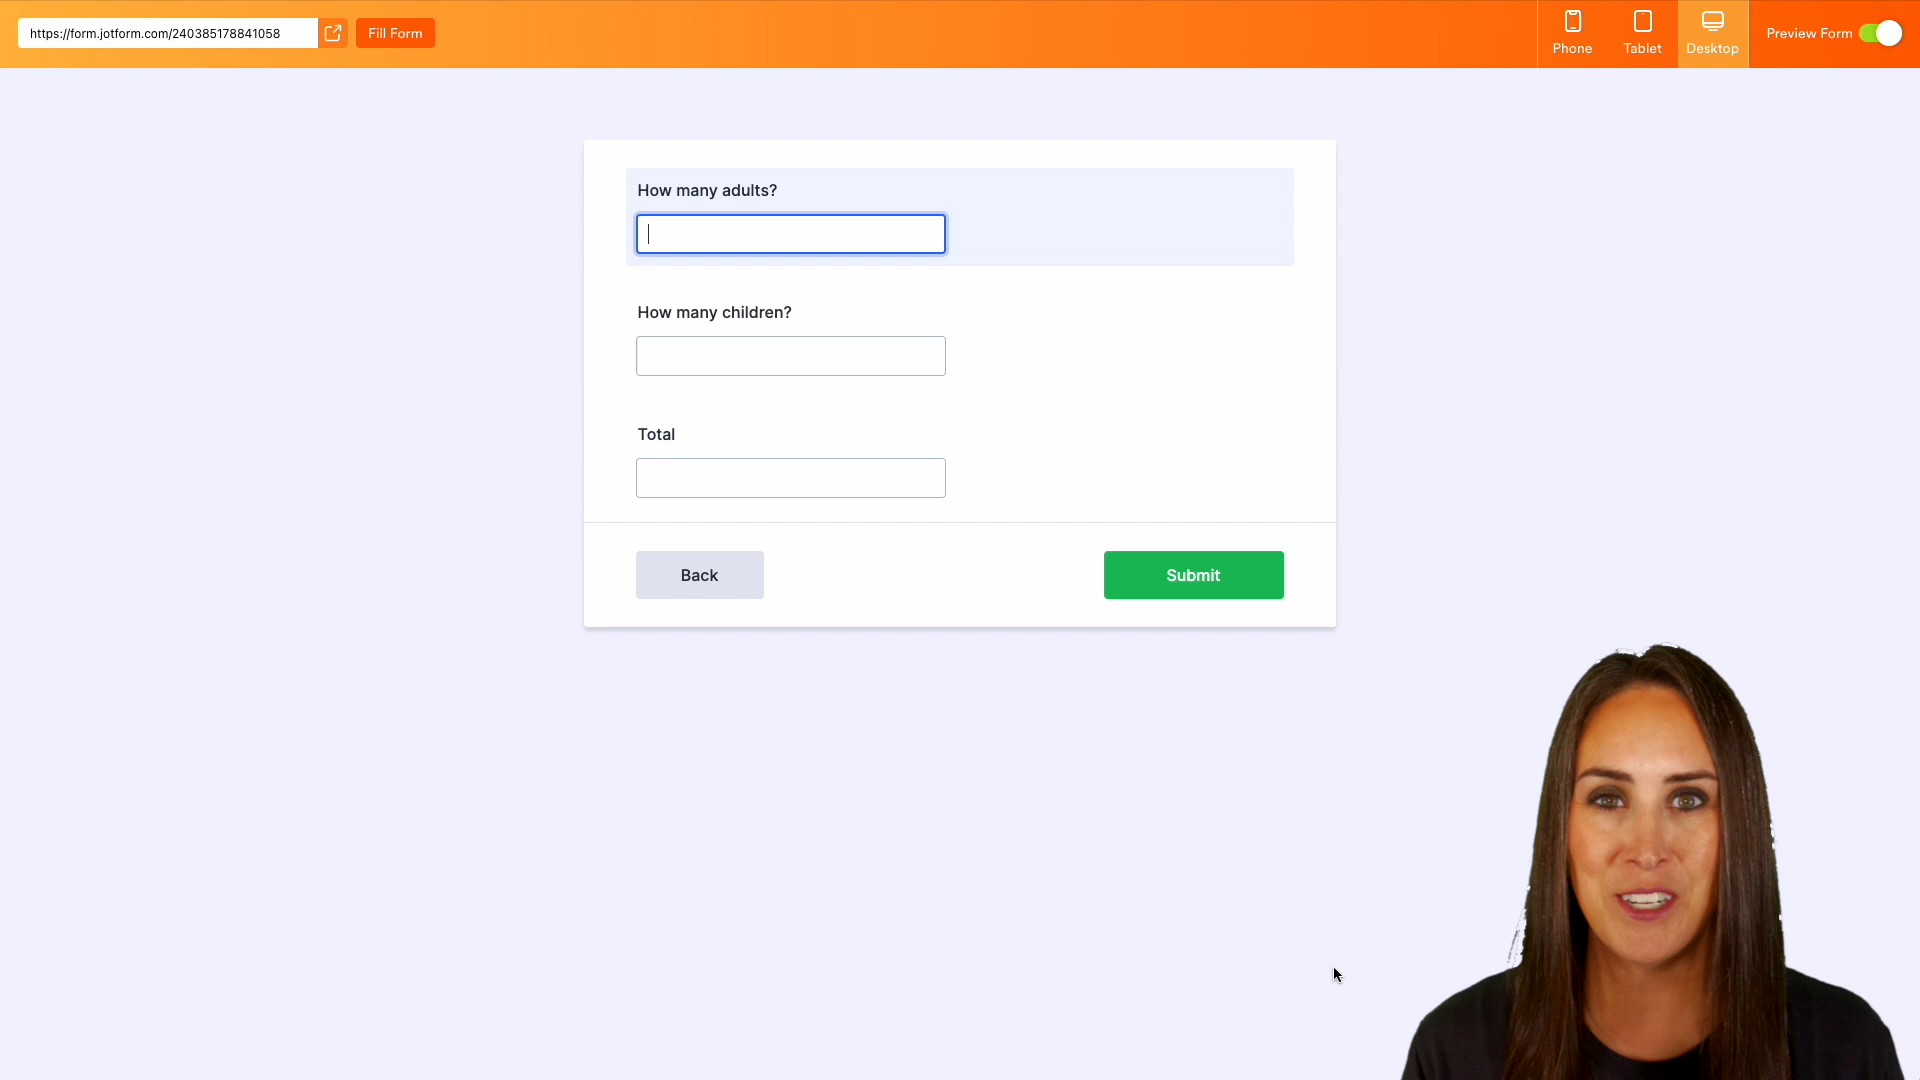 https://form.jotform.com/240385178841058
Fill Form
Phone
Tablet
Desktop
Preview Form
How many adults?
How many children?
Total
Back
Submit